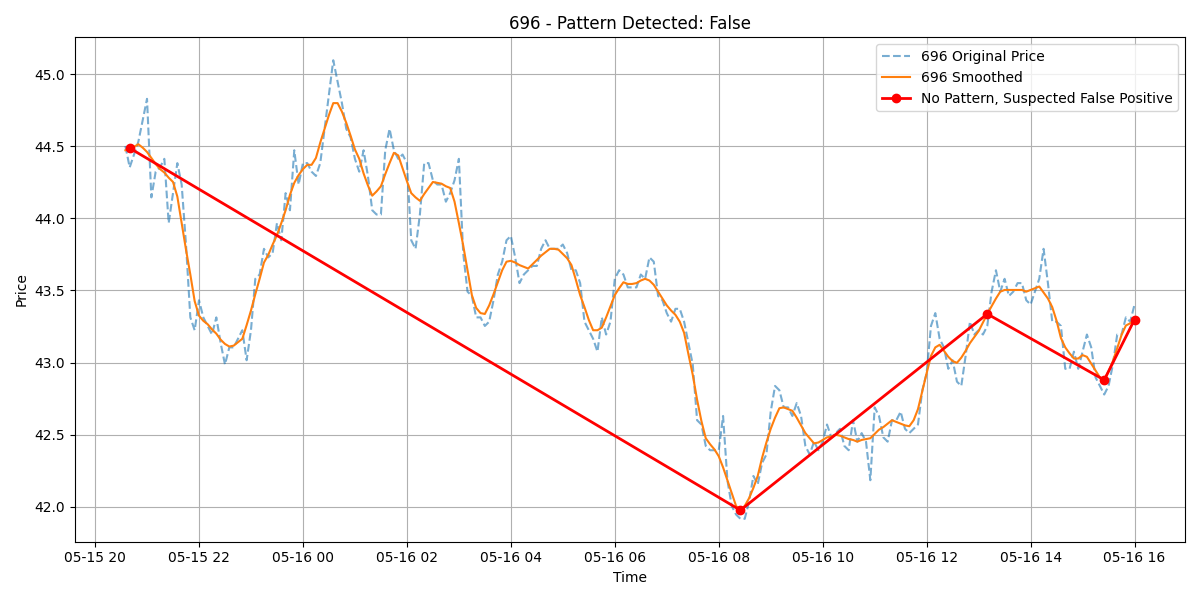 696 - Pattern Detected: False
696 Original Price
696 Smoothed
No Pattern, Suspected False Positive
Price
45.0
44.5
44.0
43.5
43.0
42.5
42.0
05-15 20 05-15 22 05-16 00 05-16 02 05-16 04 05-16 06 05-16 08 05-16 10 05-16 12 05-16 14 05-16 16
Time